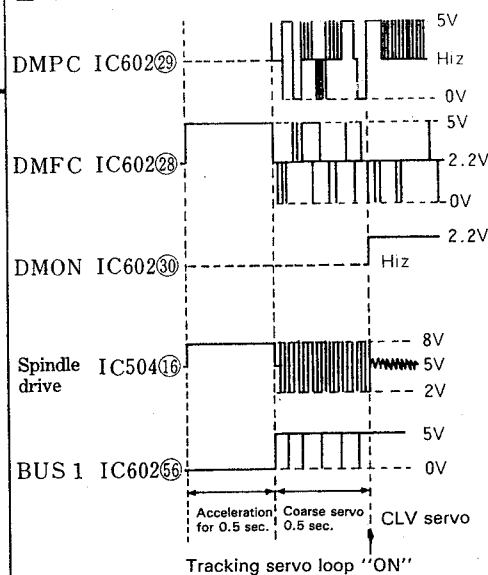 5V
DMPC IC602㉙
Hiz
0V
5V
DMFC IC602㉘
2.2V
0V
2.2V
DMON IC602㉚
Hiz
8V
Spindle drive IC504⑯
5V
2V
5V
BUS 1 IC602㊻
0V
Acceleration for 0.5 sec.
Coarse servo 0.5 sec.
CLV servo
Tracking servo loop "ON"